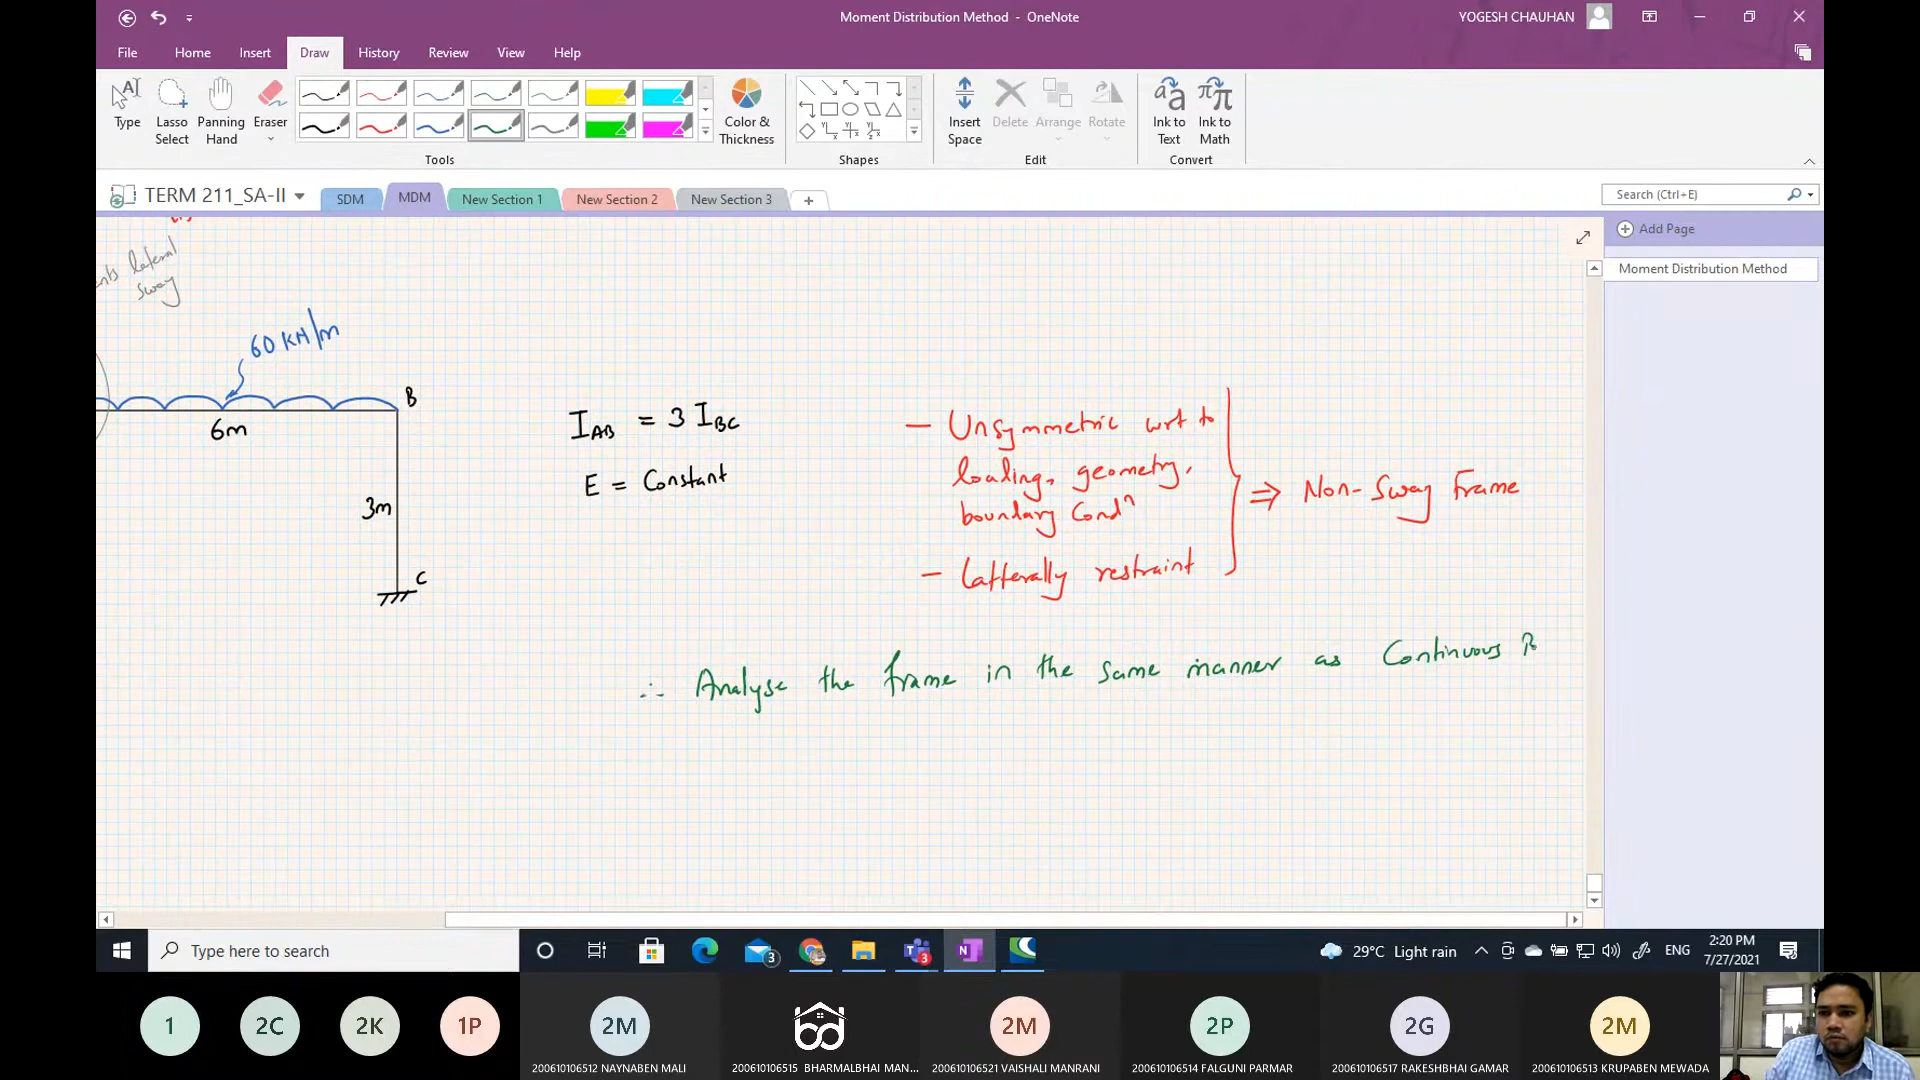 Moment Distribution Method - OneNote
YOGESH CHAUHAN
File Home Insert Draw History View Help
Type
Lasso Select
Panning Hand
Eraser
Color & Thickness
Insert Space
Delete
Arrange
Rotate
Ink to Text
Ink to Math
Tools
Shapes
Edit
Convert
TERM 211_SA-II
SDM
MDM
New Section 1
New Section 2
New Section 3
Search (Ctrl+E)
Add Page
Moment Distribution Method
lateral
sway
60 KN/m
B
6m
3m
C
I_AB = 3 I_BC
E = Constant
- Unsymmetric wrt to
loading, geometry,
boundary Condⁿ
- Latterally restraint
⇒ Non-Sway Frame
∴ Analyse the frame in the same manner as Continuous B
Type here to search
3
3
29°C Light rain
ENG
2:20 PM
7/27/2021
1
2C
2K
1P
2M
200610106512 NAYNABEN MALI
200610106515 BHARMALBHAI MAN...
2M
200610106521 VAISHALI MANRANI
2P
200610106514 FALGUNI PARMAR
2G
200610106517 RAKESHBHAI GAMAR
2M
200610106513 KRUPABEN MEWADA